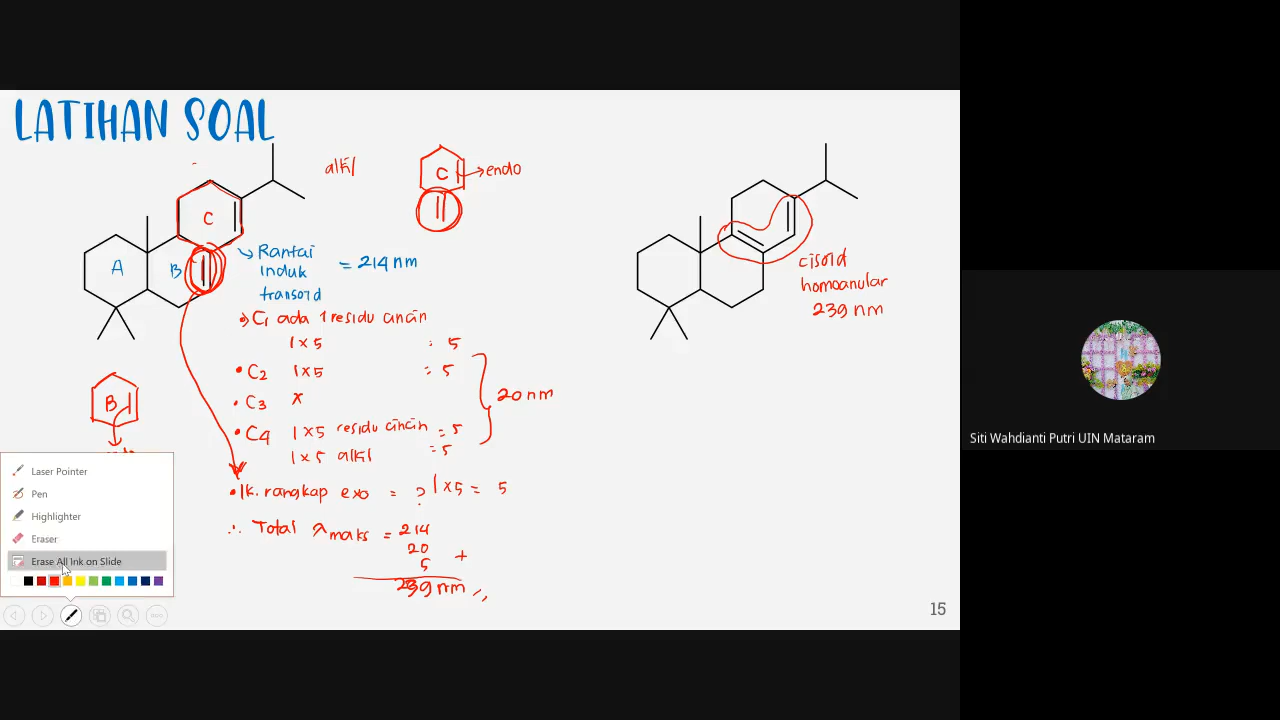 LATIHAN SOAL
alkil
C
endo
C
A
B
Rantai
induk
transoid
= 214 nm
C1 ada 1 residu cincin
1 x 5 = 5
• C2 1 x 5 = 5
• C3 x
• C4 1 x 5 residu cincin = 5
1 x 5 alkil = 5
20 nm
• Ik. rangkap exo = ? 1 x 5 = 5
∴ Total λ maks = 214
20
5 +
239 nm
B
cisoid
homoanular
239 nm
Laser Pointer
Pen
Highlighter
Eraser
Erase All Ink on Slide
15
Siti Wahdianti Putri UIN Mataram